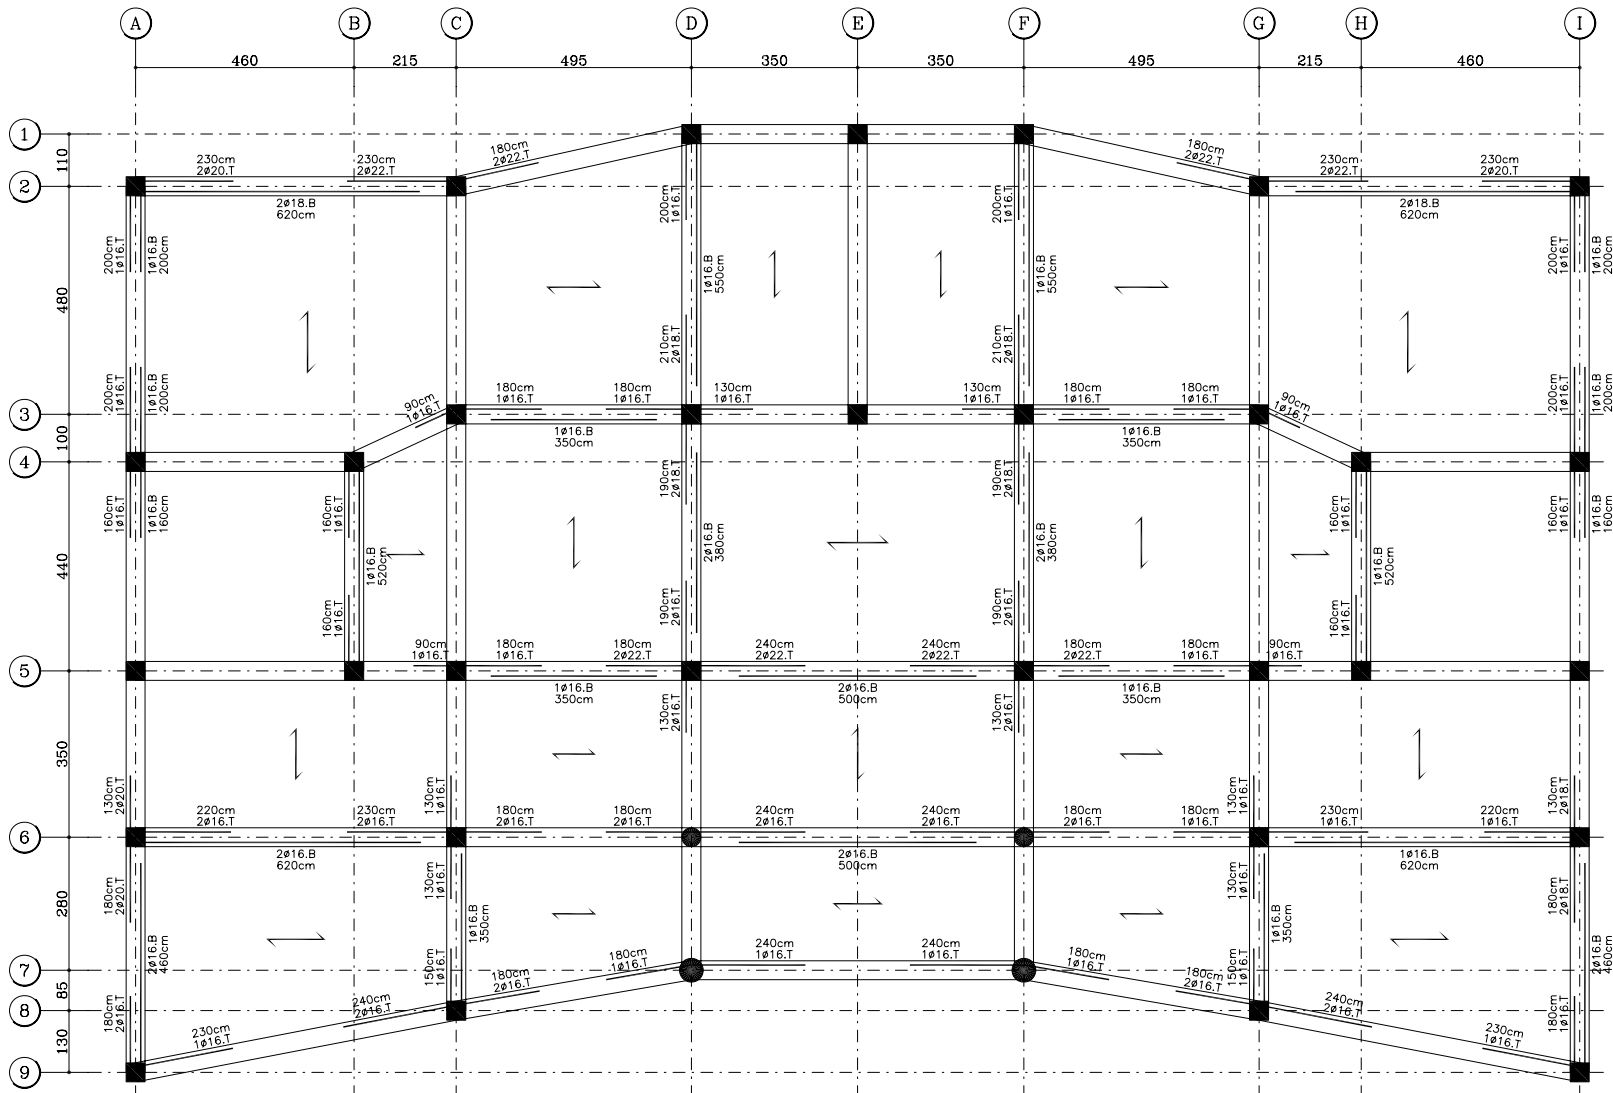 A B C D E F G H I
460 215 495 350 350 495 215 460
1
110
180cm
2ø22.T
180cm
2ø22.T
230cm
2ø20.T
230cm
2ø22.T
230cm
2ø22.T
230cm
2ø20.T
2
2ø18.B
620cm
2ø18.B
620cm
200cm
1ø16.T
200cm
1ø16.T
200cm
1ø16.T
1ø16.B
200cm
200cm
1ø16.T
1ø16.B
200cm
480
1ø16.B
550cm
1ø16.B
550cm
210cm
2ø18.T
210cm
2ø18.T
200cm
1ø16.T
1ø16.B
200cm
200cm
1ø16.T
1ø16.B
200cm
90cm
1ø16.T
180cm
1ø16.T
180cm
1ø16.T
130cm
1ø16.T
130cm
1ø16.T
180cm
1ø16.T
180cm
1ø16.T
90cm
1ø16.T
3
1ø16.B
350cm
1ø16.B
350cm
100
4
190cm
2ø18.T
190cm
2ø18.T
160cm
1ø16.T
1ø16.B
160cm
160cm
1ø16.T
160cm
1ø16.T
160cm
1ø16.T
1ø16.B
160cm
440
1ø16.B
520cm
2ø16.B
380cm
2ø16.B
380cm
1ø16.B
520cm
160cm
1ø16.T
190cm
2ø16.T
190cm
2ø16.T
160cm
1ø16.T
90cm
1ø16.T
180cm
1ø16.T
180cm
2ø22.T
240cm
2ø22.T
240cm
2ø22.T
180cm
2ø22.T
180cm
1ø16.T
90cm
1ø16.T
5
1ø16.B
350cm
2ø16.B
500cm
1ø16.B
350cm
130cm
2ø16.T
130cm
2ø16.T
350
130cm
2ø20.T
130cm
1ø16.T
130cm
1ø16.T
130cm
2ø18.T
220cm
2ø16.T
230cm
2ø16.T
180cm
2ø16.T
180cm
2ø16.T
240cm
2ø16.T
240cm
2ø16.T
180cm
2ø16.T
180cm
1ø16.T
230cm
1ø16.T
220cm
1ø16.T
6
2ø16.B
620cm
2ø16.B
500cm
1ø16.B
620cm
180cm
2ø20.T
130cm
1ø16.T
130cm
1ø16.T
180cm
2ø18.T
280
2ø16.B
460cm
1ø16.B
350cm
1ø16.B
350cm
2ø16.B
460cm
150cm
1ø16.T
180cm
1ø16.T
240cm
1ø16.T
240cm
1ø16.T
180cm
1ø16.T
150cm
1ø16.T
7
85
180cm
2ø16.T
240cm
2ø16.T
180cm
2ø16.T
180cm
2ø16.T
240cm
2ø16.T
180cm
1ø16.T
8
230cm
1ø16.T
230cm
1ø16.T
130
9